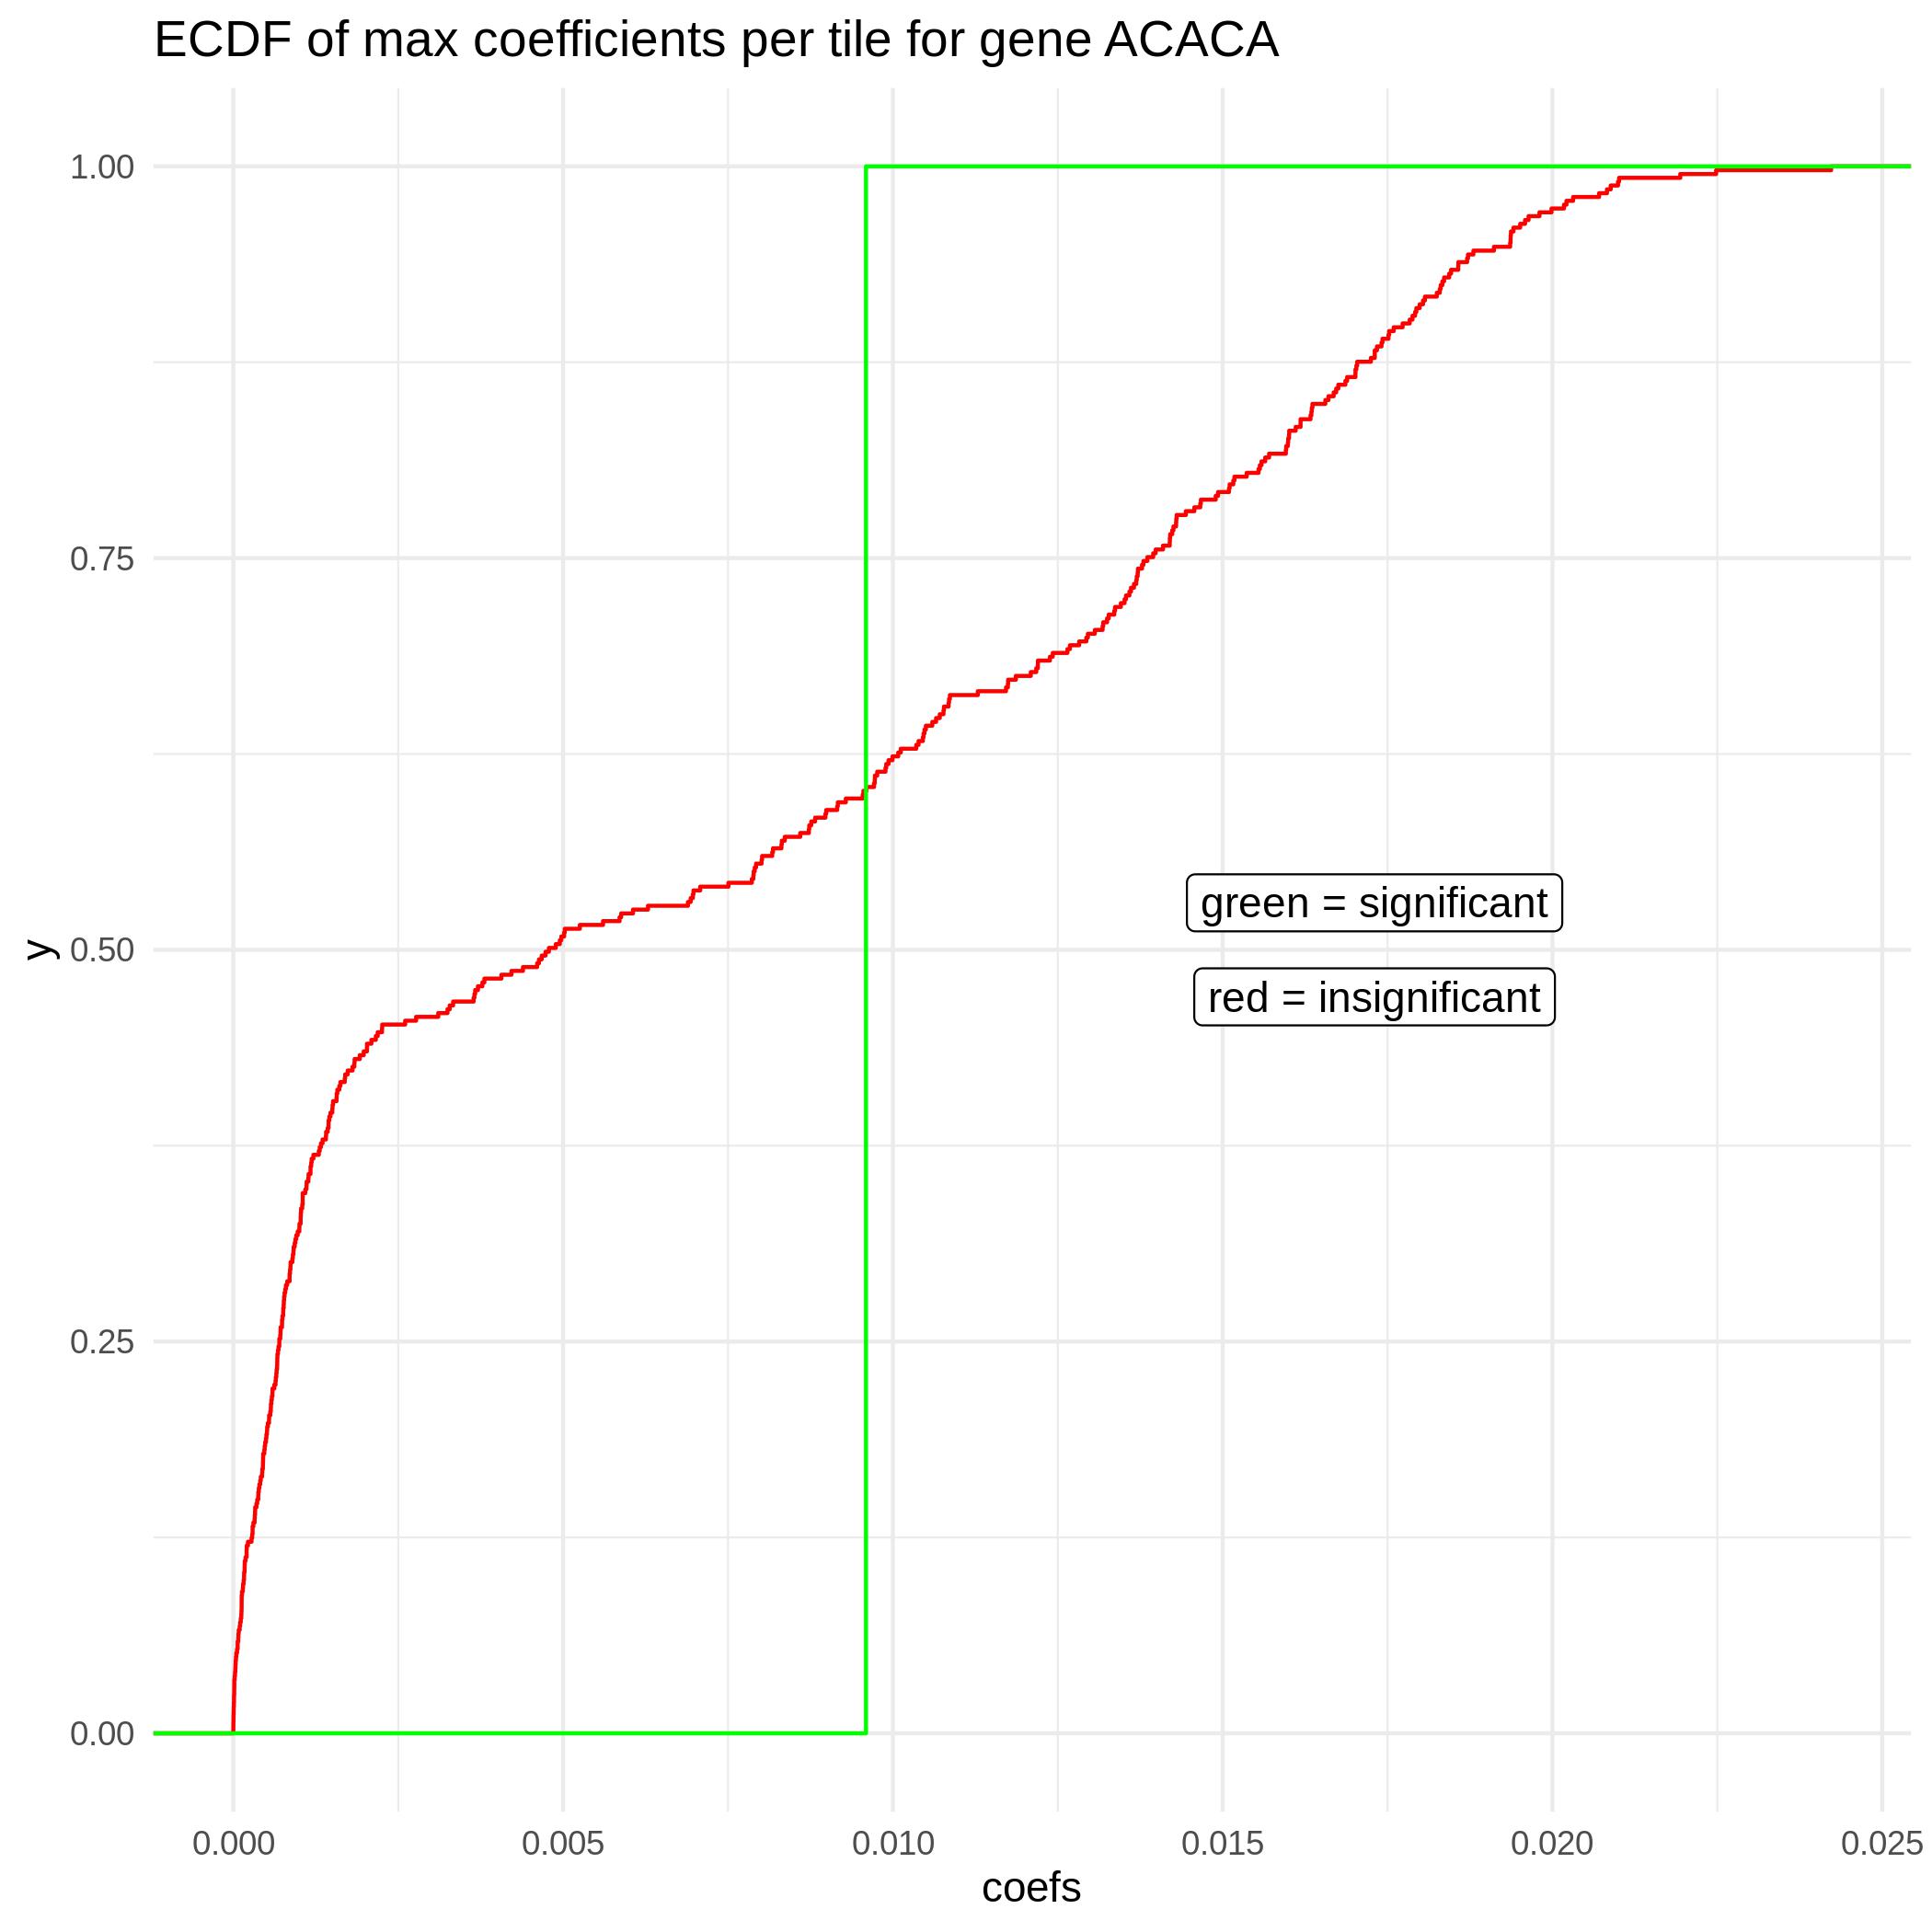 ECDF of max coefficients per tile for gene ACACA
1.00
0.75
0.50
0.25
0.00
y
green = significant
red = insignificant
0.000 0.005 0.010 0.015 0.020 0.025
coefs